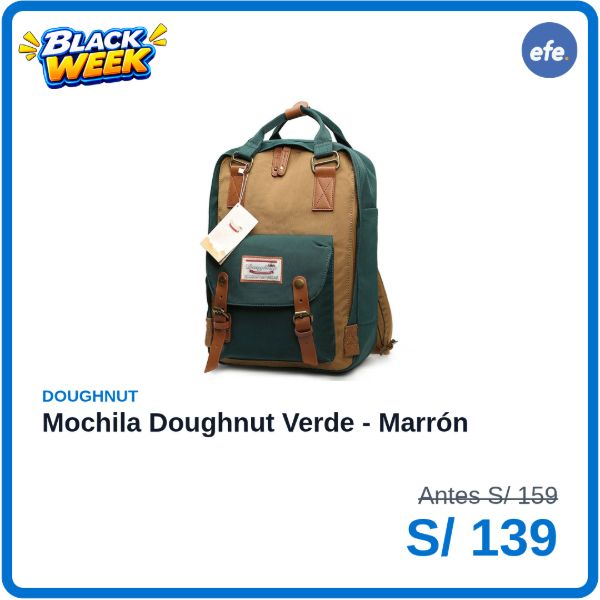 BLACK
WEEK
efe.
DOUGHNUT
Mochila Doughnut Verde - Marrón
Antes S/ 159
S/ 139